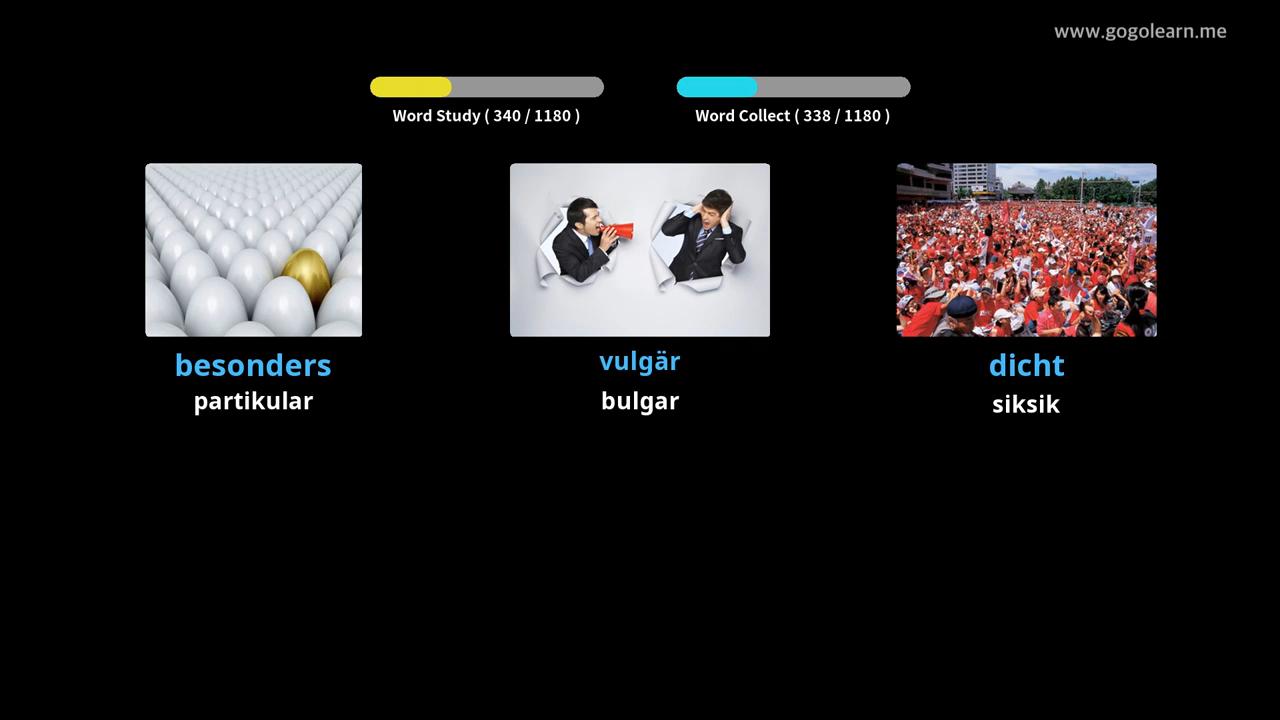 www.gogolearn.me
Word Study ( 340 / 1180 )
Word Collect ( 338 / 1180 )
besonders
partikular
vulgär
bulgar
dicht
siksik